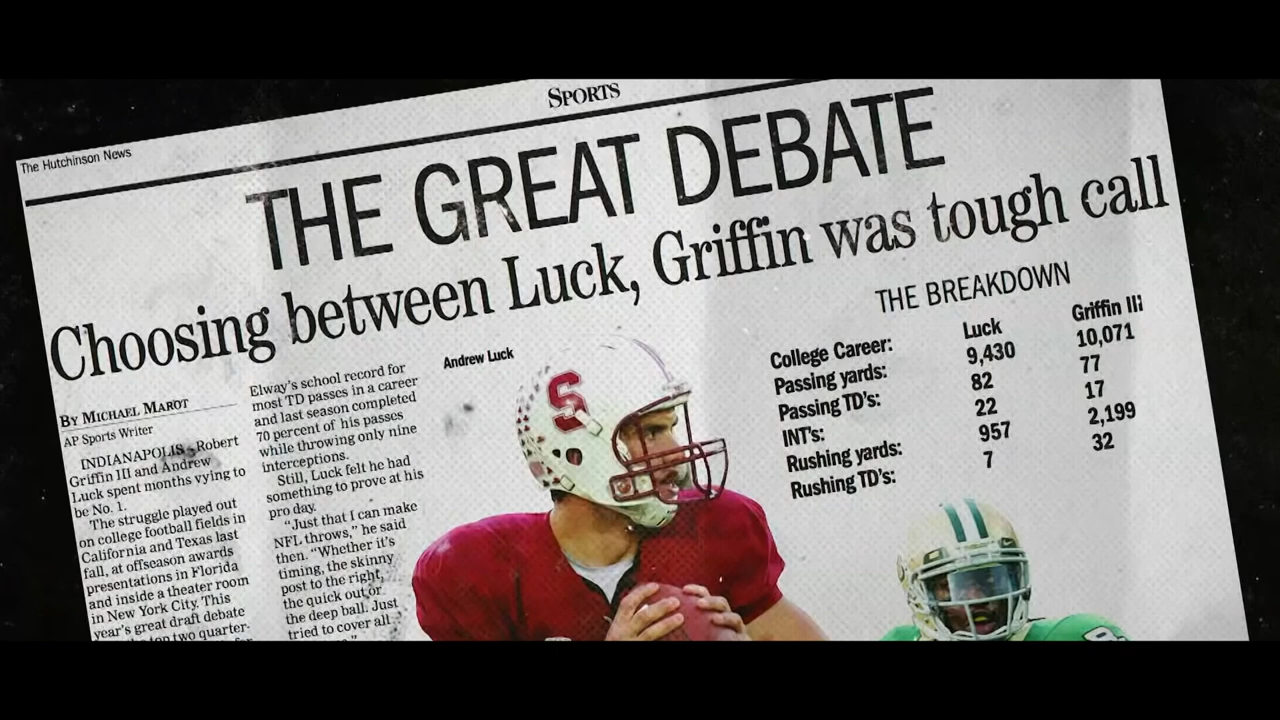 SPORTS
The Hutchinson News
THE GREAT DEBATE
Choosing between Luck, Griffin was tough call
BY MICHAEL MAROT
AP Sports Writer
INDIANAPOLIS - Robert
Griffin III and Andrew
Luck spent months vying to
be No. 1.
The struggle played out
on college football fields in
California and Texas last
fall, at offseason awards
presentations in Florida
and inside a theater room
in New York City. This
year's great draft debate
top two quarter-
Elway's school record for
most TD passes in a career
and last season completed
70 percent of his passes
while throwing only nine
interceptions.
Still, Luck felt he had
something to prove at his
pro day.
"Just that I can make
NFL throws," he said
then. "Whether it's
timing, the skinny
post to the right,
the quick out or
the deep ball. Just
tried to cover all
Andrew Luck
S
THE BREAKDOWN
Luck Griffin III
College Career: 9,430 10,071
Passing yards: 82 77
Passing TD's: 22 17
INT's: 957 2,199
Rushing yards: 7 32
Rushing TD's: